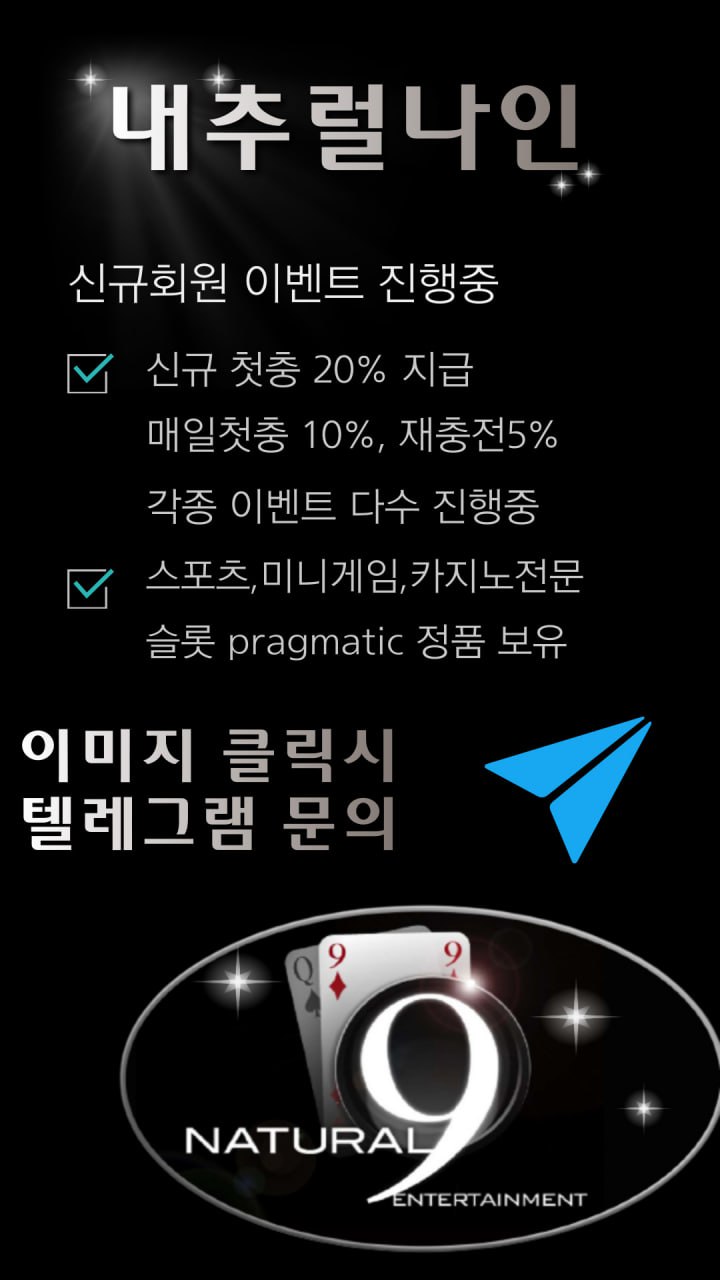 내추럴나인
신규회원 이벤트 진행중
신규 첫충 20% 지급
매일첫충 10%, 재충전5%
각종 이벤트 다수 진행중
스포츠,미니게임,카지노전문
슬롯 pragmatic 정품 보유
이미지 클릭시
텔레그램 문의
Q
9
9
9
NATURAL
ENTERTAINMENT